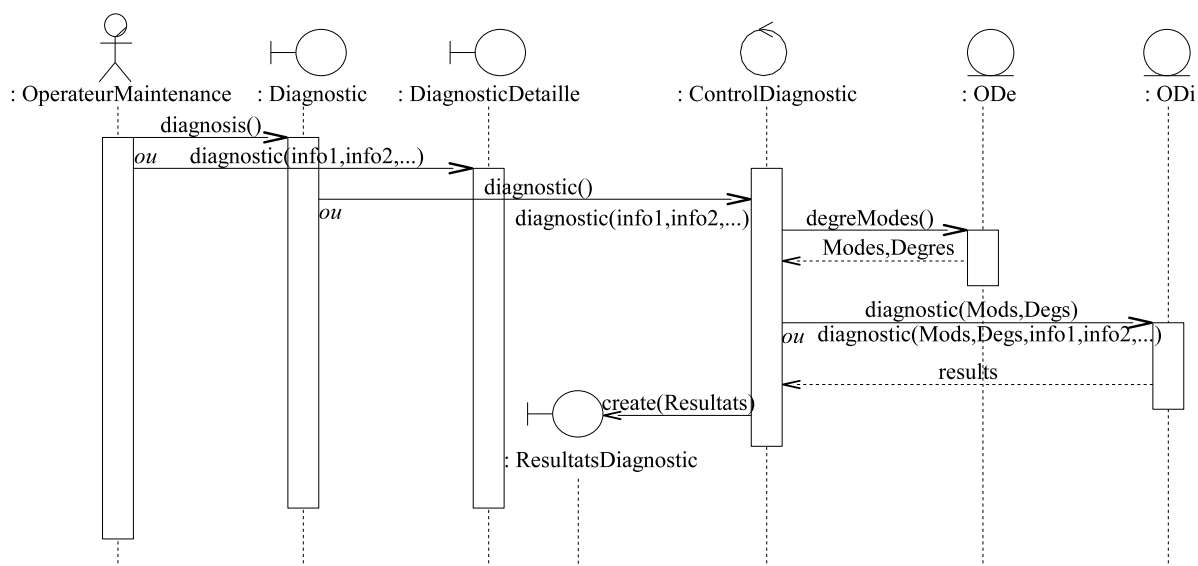 : OperateurMaintenance
: Diagnostic
: DiagnosticDetaille
: ControlDiagnostic
: ODe
: ODi
diagnosis()
ou
diagnostic(info1,info2,...)
diagnostic()
ou
diagnostic(info1,info2,...)
degreModes()
Modes,Degres
diagnostic(Mods,Degs)
ou
diagnostic(Mods,Degs,info1,info2,...)
results
create(Resultats)
: ResultatsDiagnostic